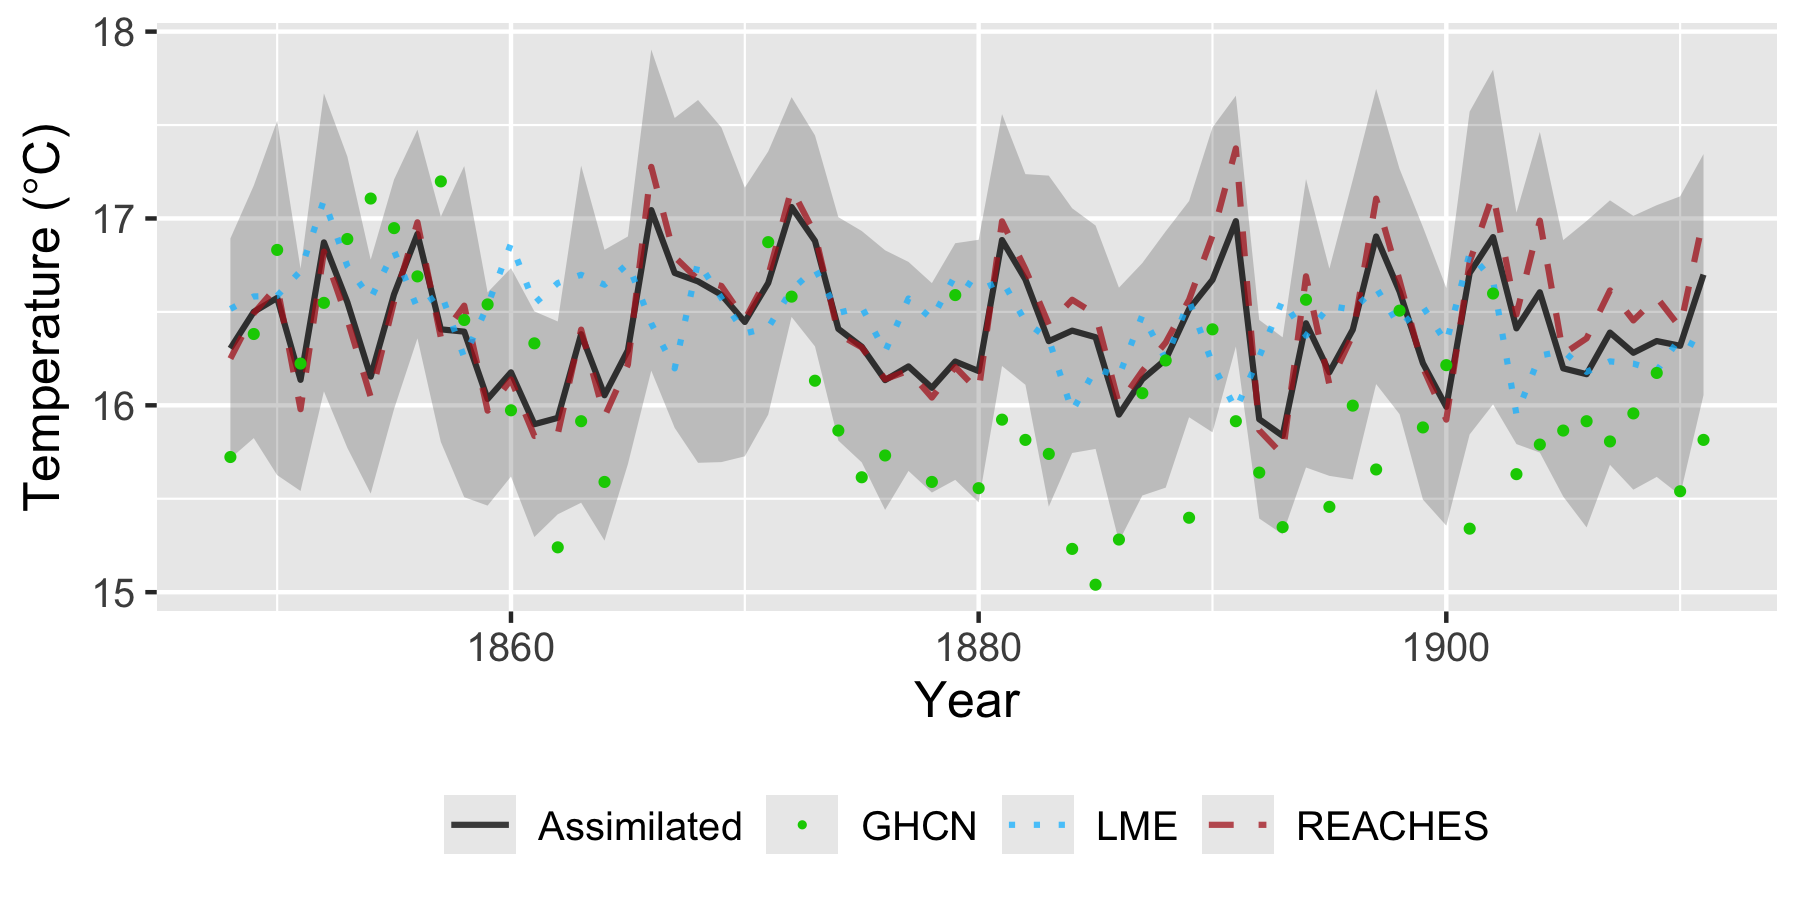 Temperature (°C)
18
17
16
15
1860 1880 1900
Year
Assimilated GHCN LME REACHES